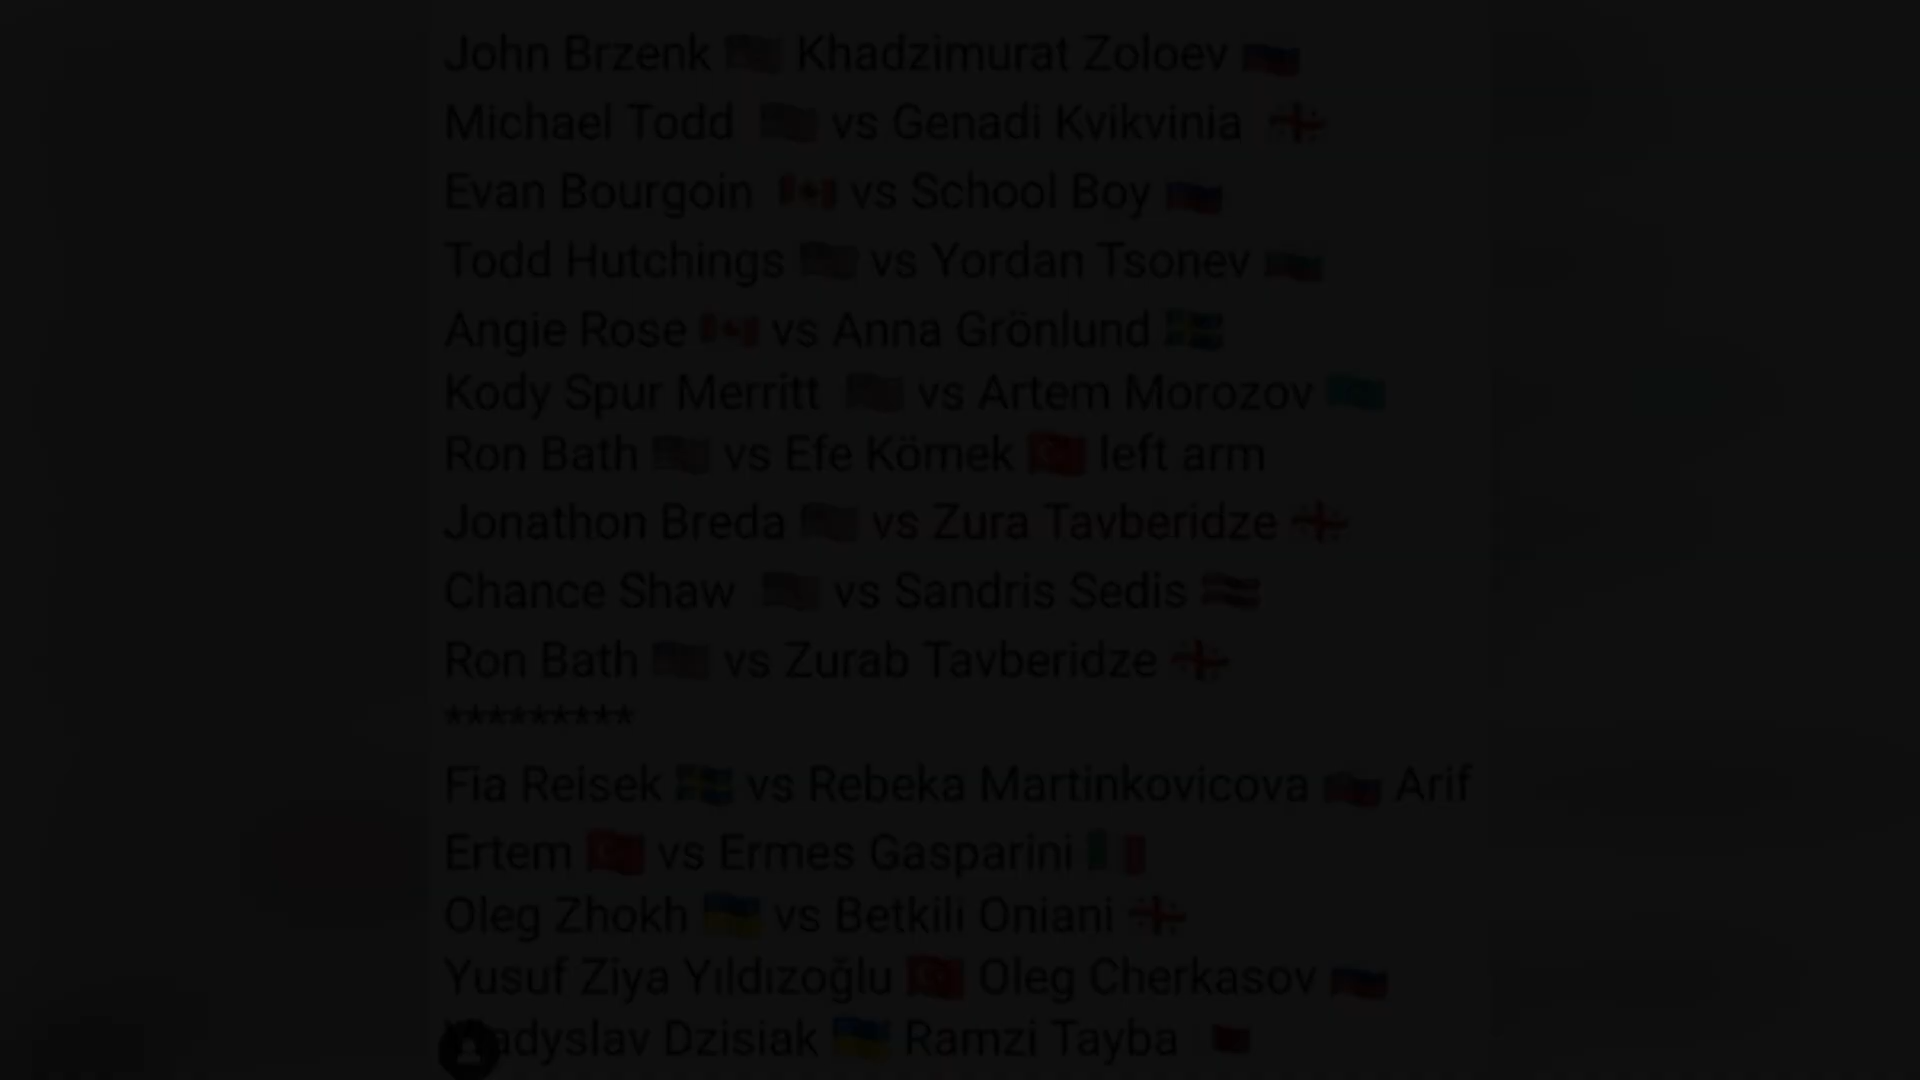 John Brzenk 🇺🇸 Khadzimurat Zoloev 🇷🇺
Michael Todd 🇺🇸 vs Genadi Kvikvinia 🇬🇪
Evan Bourgoin 🇨🇦 vs School Boy 🇷🇺
Todd Hutchings 🇺🇸 vs Yordan Tsonev 🇧🇬
Angie Rose 🇨🇦 vs Anna Grönlund 🇸🇪
Kody Spur Merritt 🇺🇸 vs Artem Morozov 🇰🇿
Ron Bath 🇺🇸 vs Efe Kömek 🇹🇷 left arm
Jonathon Breda 🇺🇸 vs Zura Tavberidze 🇬🇪
Chance Shaw 🇺🇸 vs Sandris Sedis 🇱🇻
Ron Bath 🇺🇸 vs Zurab Tavberidze 🇬🇪
*********
Fia Reisek 🇸🇪 vs Rebeka Martinkovicova 🇸🇰 Arif
Ertem 🇹🇷 vs Ermes Gasparini 🇮🇹
Oleg Zhokh 🇺🇦 vs Betkili Oniani 🇬🇪
Yusuf Ziya Yıldızoğlu 🇹🇷 Oleg Cherkasov 🇷🇺
Dzisiak 🇺🇦 Ramzi Tayba